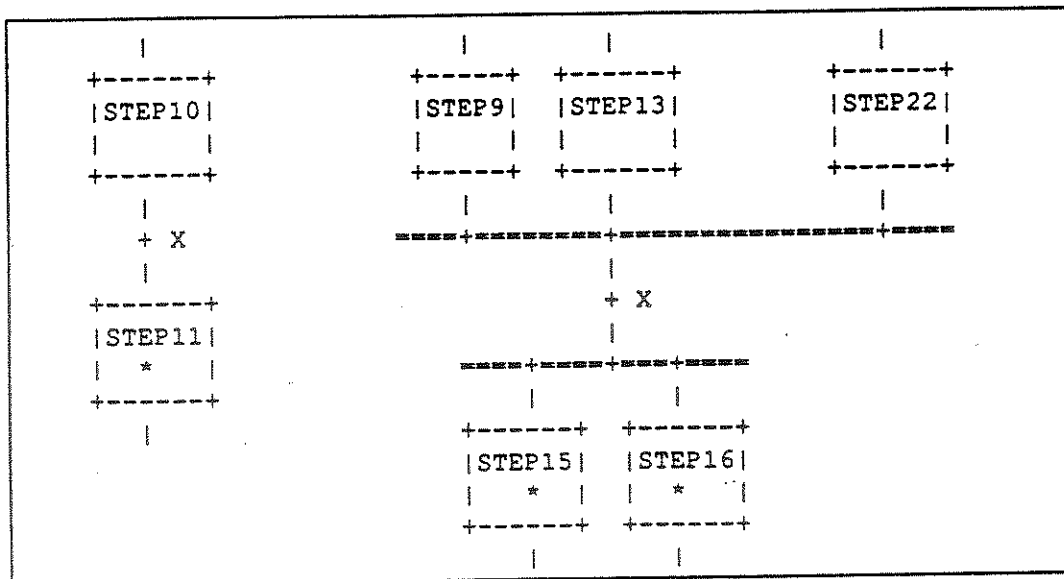 STEP10 STEP9 STEP13 STEP22
X
X
STEP11
*
STEP15 STEP16
* *